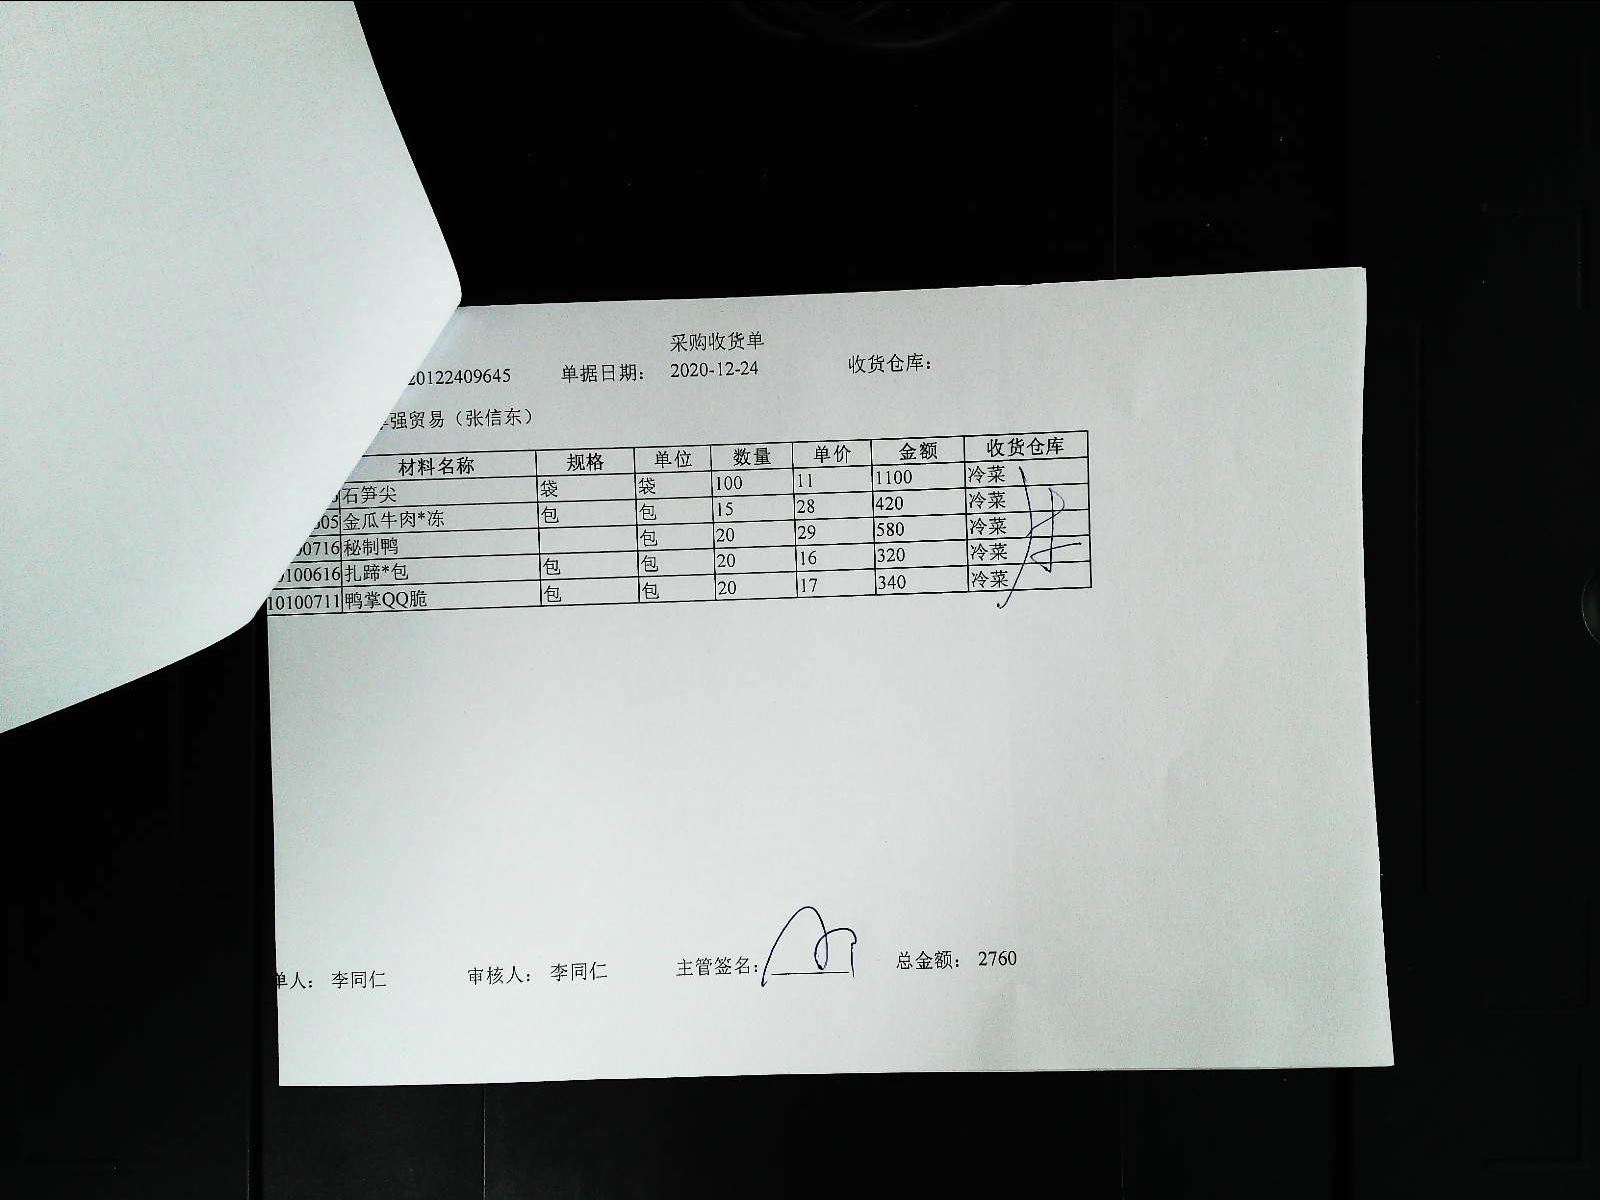 采购收货单
20122409645 单据日期： 2020-12-24 收货仓库：
强贸易（张信东）
材料名称 规格 单位 数量 单价 金额 收货仓库
石笋尖 袋 袋 100 11 1100 冷菜
05 金瓜牛肉*冻 包 包 15 28 420 冷菜
0716 秘制鸭 包 20 29 580 冷菜
100616 扎蹄*包 包 包 20 16 320 冷菜
10100711 鸭掌QQ脆 包 包 20 17 340 冷菜
单人： 李同仁 审核人： 李同仁 主管签名： 总金额： 2760